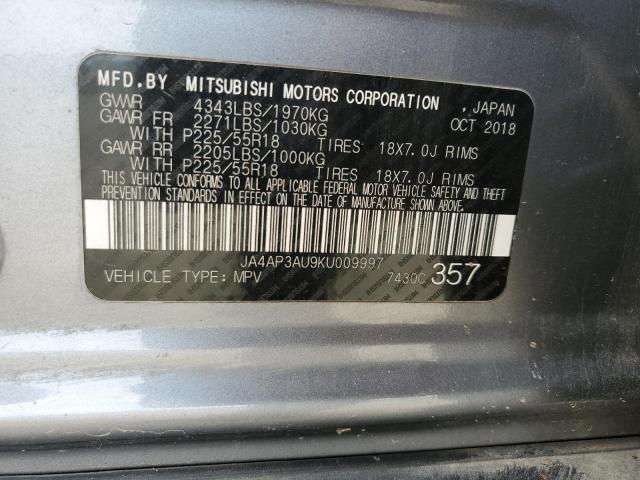 MFD.BY MITSUBISHI MOTORS CORPORATION , JAPAN
GVWR 4343LBS/1970KG OCT 2018
GAWR FR 2271LBS/1030KG
WITH P225/55R18 TIRES 18X7.0J RIMS
GAWR RR 2205LBS/1000KG
WITH P225/55R18 TIRES 18X7.0J RIMS
THIS VEHICLE CONFORMS TO ALL APPLICABLE FEDERAL MOTOR VEHICLE SAFETY AND THEFT
PREVENTION STANDARDS IN EFFECT ON THE DATE OF MANUFACTURE SHOWN ABOVE.
JA4AP3AU9KU009997
VEHICLE TYPE: MPV 7430C 357